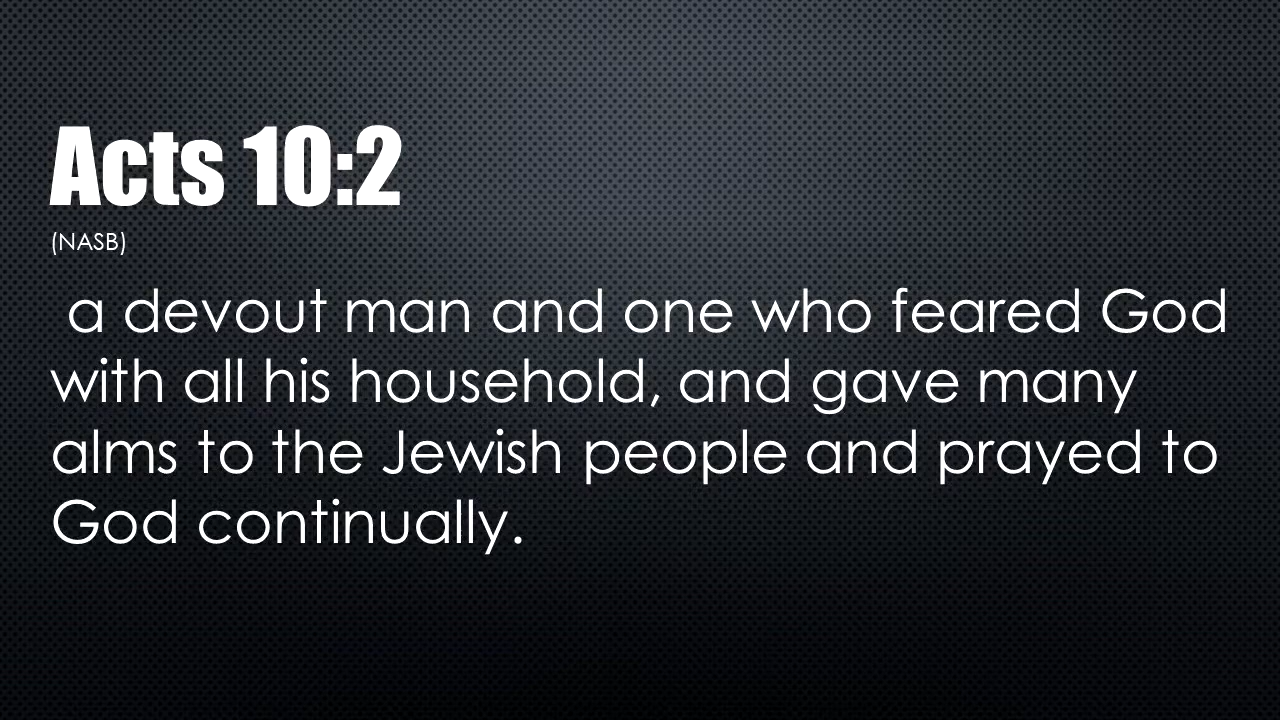 Acts 10:2
(NASB)
a devout man and one who feared God
with all his household, and gave many
alms to the Jewish people and prayed to
God continually.